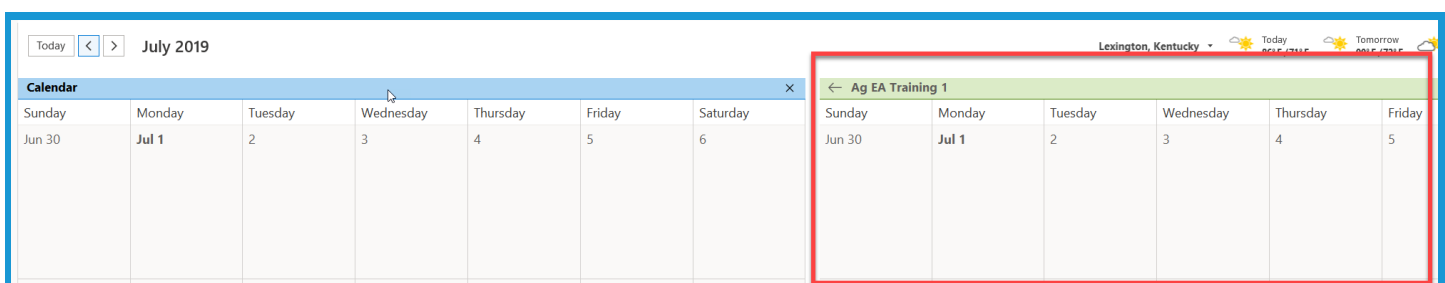 Today July 2019 Lexington, Kentucky Today Tomorrow
Calendar
Sunday Monday Tuesday Wednesday Thursday Friday Saturday
Jun 30 Jul 1 2 3 4 5 6
← Ag EA Training 1
Sunday Monday Tuesday Wednesday Thursday Friday
Jun 30 Jul 1 2 3 4 5